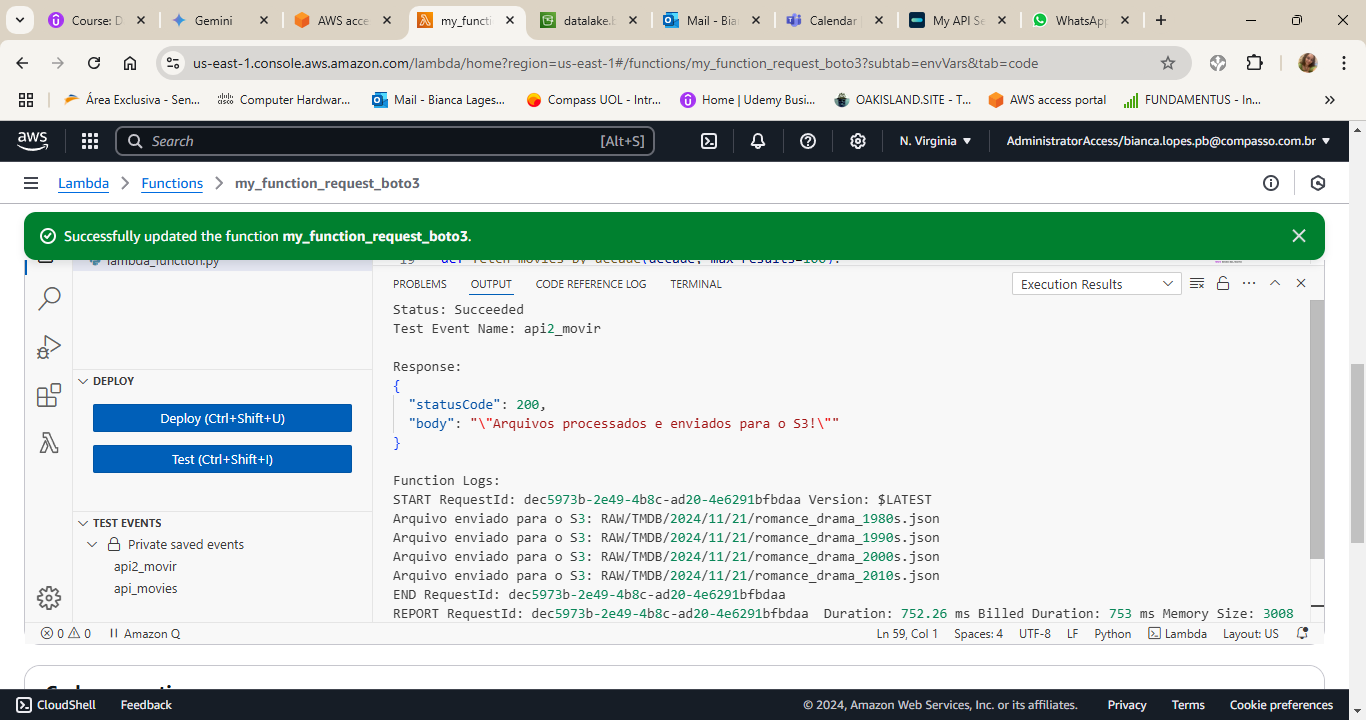 Course: D
Gemini
AWS acce
my_functi
datalake.b
Mail - Bia
Calendar
My API Se
WhatsApp
us-east-1.console.aws.amazon.com/lambda/home?region=us-east-1#/functions/my_function_request_boto3?subtab=envVars&tab=code
Área Exclusiva - Sen...
Computer Hardwar...
Mail - Bianca Lages...
Compass UOL - Intr...
Home | Udemy Busi...
OAKISLAND.SITE - T...
AWS access portal
FUNDAMENTUS - In...
aws
Search
[Alt+S]
N. Virginia
AdministratorAccess/bianca.lopes.pb@compasso.com.br
Lambda
Functions
my_function_request_boto3
Successfully updated the function my_function_request_boto3.
lambda_function.py
19 def fetch_movies_by_decade(decade, max_results=100):
PROBLEMS
OUTPUT
CODE REFERENCE LOG
TERMINAL
Execution Results
Status: Succeeded
Test Event Name: api2_movir
Response:
{
"statusCode": 200,
"body": "\"Arquivos processados e enviados para o S3!\""
}
Function Logs:
START RequestId: dec5973b-2e49-4b8c-ad20-4e6291bfbdaa Version: $LATEST
Arquivo enviado para o S3: RAW/TMDB/2024/11/21/romance_drama_1980s.json
Arquivo enviado para o S3: RAW/TMDB/2024/11/21/romance_drama_1990s.json
Arquivo enviado para o S3: RAW/TMDB/2024/11/21/romance_drama_2000s.json
Arquivo enviado para o S3: RAW/TMDB/2024/11/21/romance_drama_2010s.json
END RequestId: dec5973b-2e49-4b8c-ad20-4e6291bfbdaa
REPORT RequestId: dec5973b-2e49-4b8c-ad20-4e6291bfbdaa Duration: 752.26 ms Billed Duration: 753 ms Memory Size: 3008
DEPLOY
Deploy (Ctrl+Shift+U)
Test (Ctrl+Shift+I)
TEST EVENTS
Private saved events
api2_movir
api_movies
0 0 Amazon Q
Ln 59, Col 1
Spaces: 4
UTF-8
LF
Python
Lambda
Layout: US
CloudShell
Feedback
© 2024, Amazon Web Services, Inc. or its affiliates.
Privacy
Terms
Cookie preferences